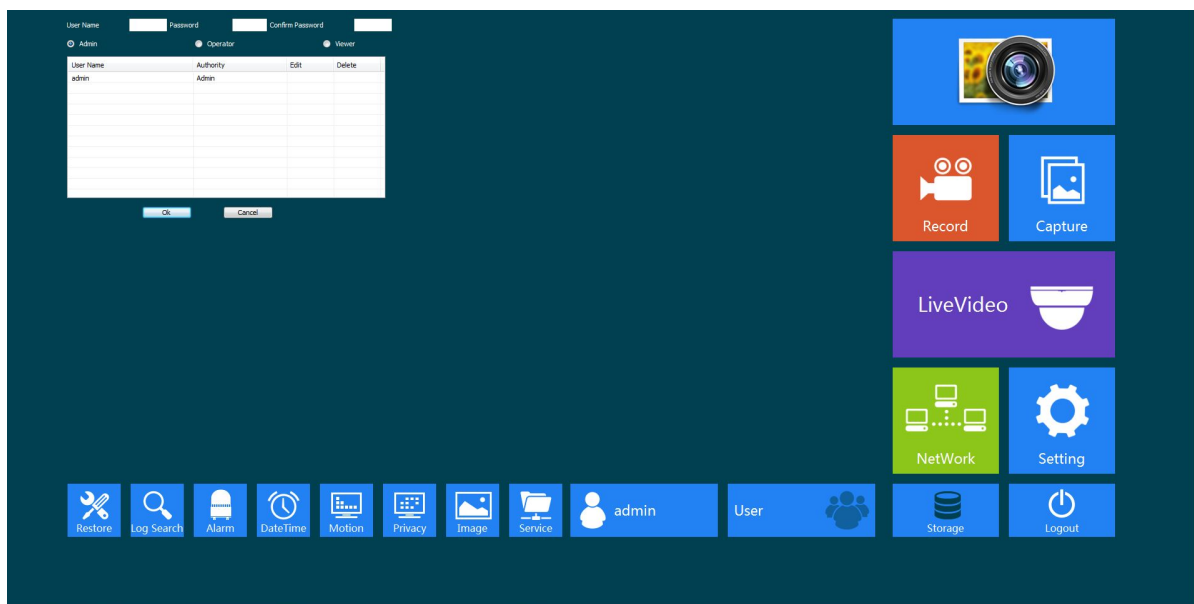 User Name Password Confirm Password
Admin Operator Viewer
User Name Authority Edit Delete
admin Admin
Ok Cancel
Record Capture
LiveVideo
NetWork Setting
Restore Log Search Alarm DateTime Motion Privacy Image Service admin User Storage Logout